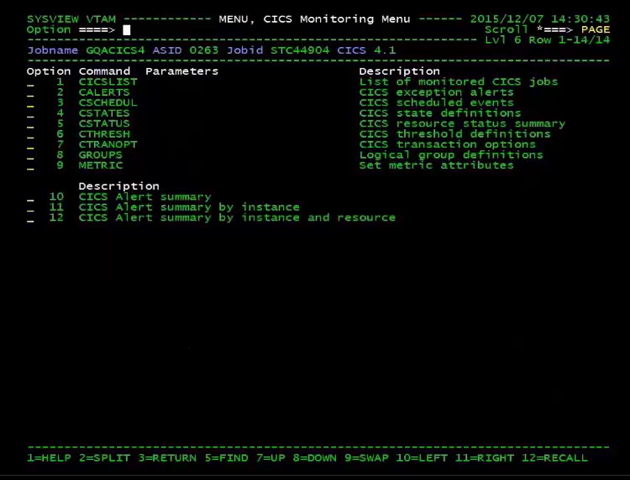 SYSVIEW VTAM ------------ MENU, CICS Monitoring Menu ------ 2015/12/07 14:30:43
Option ====> Scroll *===> PAGE
Lvl 6 Row 1-14/14
Jobname GQACICS4 ASID 0263 Jobid STC44904 CICS 4.1
Option Command Parameters Description
_ 1 CICSLIST List of monitored CICS jobs
_ 2 CALERTS CICS exception alerts
_ 3 CSCHEDUL CICS scheduled events
_ 4 CSTATES CICS state definitions
_ 5 CSTATUS CICS resource status summary
_ 6 CTHRESH CICS threshold definitions
_ 7 CTRANOPT CICS transaction options
_ 8 GROUPS Logical group definitions
_ 9 METRIC Set metric attributes
Description
_ 10 CICS Alert summary
_ 11 CICS Alert summary by instance
_ 12 CICS Alert summary by instance and resource
1=HELP 2=SPLIT 3=RETURN 5=FIND 7=UP 8=DOWN 9=SWAP 10=LEFT 11=RIGHT 12=RECALL